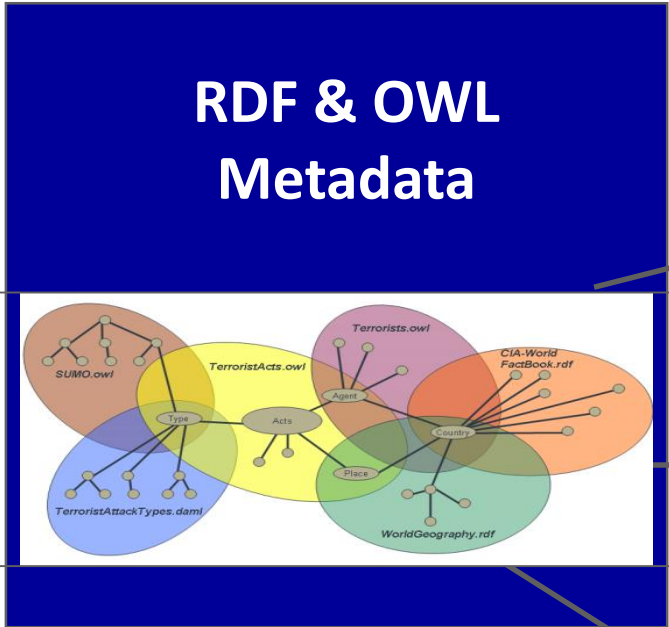 RDF & OWL
Metadata
Terrorists.owl
CIA-World
FactBook.rdf
SUMO.owl
TerroristActs.owl
Agent
Type
Acts
Country
Place
TerroristAttackTypes.daml
WorldGeography.rdf